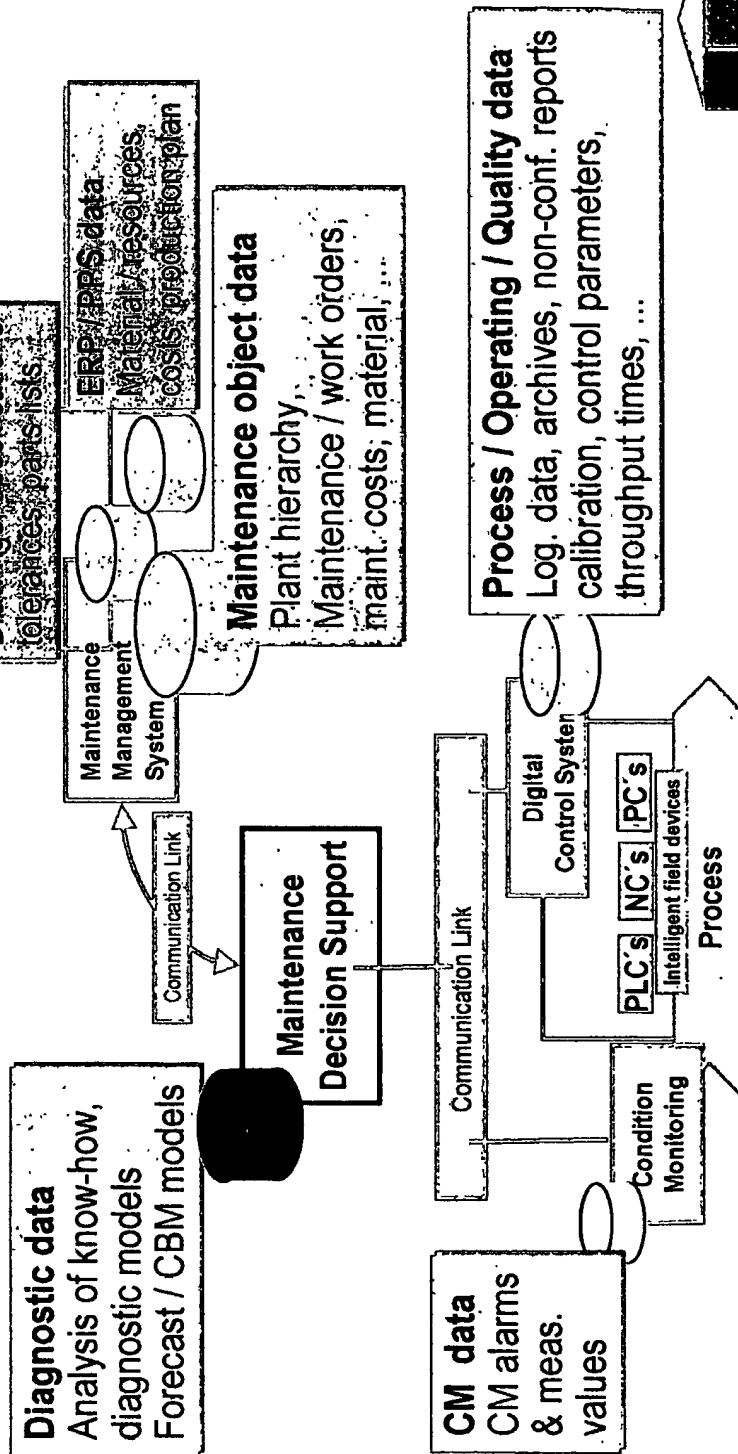 Diagnostic data
Analysis of know-how,
diagnostic models
Forecast / CBM models
tolerances, parts lists
ERP / PPS data
Material / resources,
costs, production plan
Maintenance
Management
System
Communication Link
Maintenance object data
Plant hierarchy,
Maintenance / work orders,
maint. costs, material, ...
Maintenance
Decision Support
Communication Link
CM data
CM alarms
& meas.
values
Condition
Monitoring
Digital
Control System
PLC´s NC´s PC´s
Intelligent field devices
Process
Process / Operating / Quality data
Log. data, archives, non-conf. reports
calibration, control parameters,
throughput times, ...